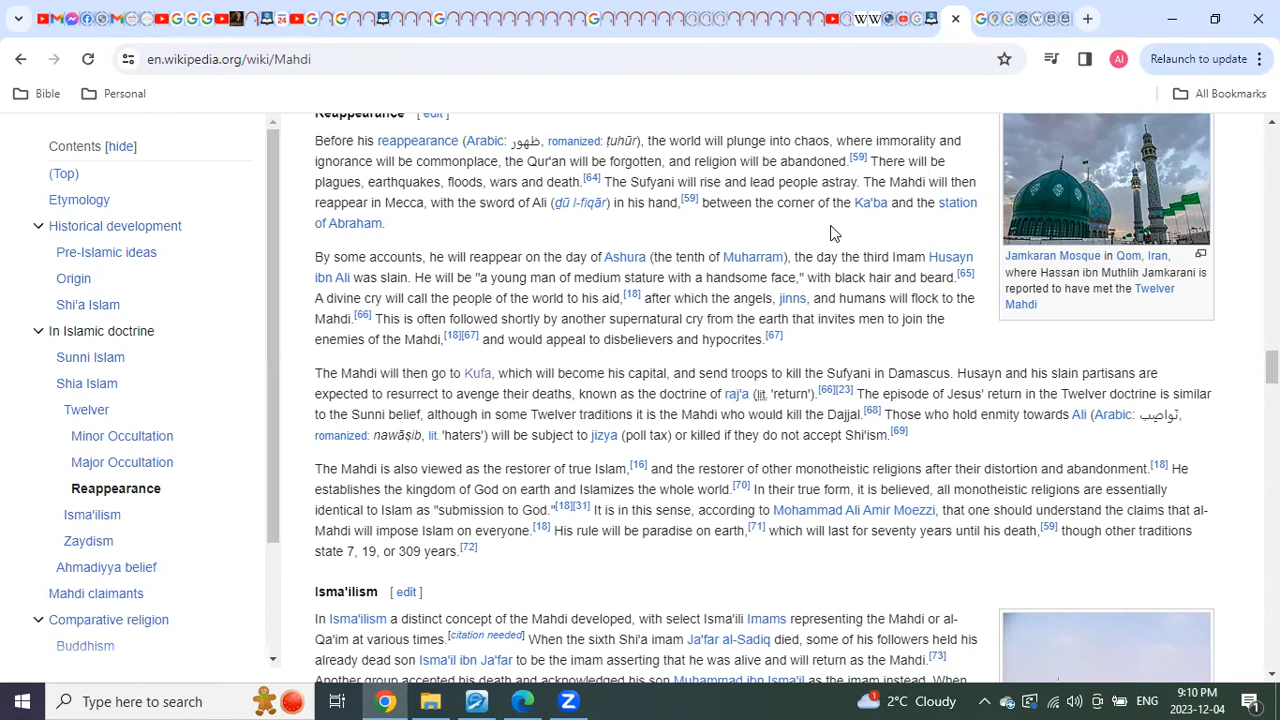 24
W W
AI
en.wikipedia.org/wiki/Mahdi
Relaunch to update
Bible
Personal
All Bookmarks
Contents [hide]
(Top)
Etymology
Historical development
Pre-Islamic ideas
Origin
Shi'a Islam
In Islamic doctrine
Sunni Islam
Shia Islam
Twelver
Minor Occultation
Major Occultation
Reappearance
Isma'ilism
Zaydism
Ahmadiyya belief
Mahdi claimants
Comparative religion
Buddhism
Reappearance [ edit ]
Before his reappearance (Arabic: ظهور, romanized: ẓuhūr), the world will plunge into chaos, where immorality and
ignorance will be commonplace, the Qur'an will be forgotten, and religion will be abandoned.[59] There will be
plagues, earthquakes, floods, wars and death.[64] The Sufyani will rise and lead people astray. The Mahdi will then
reappear in Mecca, with the sword of Ali (ḏū l-fiqār) in his hand,[59] between the corner of the Ka'ba and the station
of Abraham.
By some accounts, he will reappear on the day of Ashura (the tenth of Muharram), the day the third Imam Husayn
ibn Ali was slain. He will be "a young man of medium stature with a handsome face," with black hair and beard.[65]
A divine cry will call the people of the world to his aid,[18] after which the angels, jinns, and humans will flock to the
Mahdi.[66] This is often followed shortly by another supernatural cry from the earth that invites men to join the
enemies of the Mahdi,[18][67] and would appeal to disbelievers and hypocrites.[67]
The Mahdi will then go to Kufa, which will become his capital, and send troops to kill the Sufyani in Damascus. Husayn and his slain partisans are
expected to resurrect to avenge their deaths, known as the doctrine of raj'a (lit. 'return').[66][23] The episode of Jesus' return in the Twelver doctrine is similar
to the Sunni belief, although in some Twelver traditions it is the Mahdi who would kill the Dajjal.[68] Those who hold enmity towards Ali (Arabic: نَواصِب,
romanized: nawāṣib, lit. 'haters') will be subject to jizya (poll tax) or killed if they do not accept Shi'ism.[69]
The Mahdi is also viewed as the restorer of true Islam,[16] and the restorer of other monotheistic religions after their distortion and abandonment.[18] He
establishes the kingdom of God on earth and Islamizes the whole world.[70] In their true form, it is believed, all monotheistic religions are essentially
identical to Islam as "submission to God."[18][31] It is in this sense, according to Mohammad Ali Amir Moezzi, that one should understand the claims that al-
Mahdi will impose Islam on everyone.[18] His rule will be paradise on earth,[71] which will last for seventy years until his death,[59] though other traditions
state 7, 19, or 309 years.[72]
Isma'ilism [ edit ]
In Isma'ilism a distinct concept of the Mahdi developed, with select Isma'ili Imams representing the Mahdi or al-
Qa'im at various times.[citation needed] When the sixth Shi'a imam Ja'far al-Sadiq died, some of his followers held his
already dead son Isma'il ibn Ja'far to be the imam asserting that he was alive and will return as the Mahdi.[73]
Another group accepted his death and acknowledged his son Muhammad ibn Isma'il as the imam instead. When
Jamkaran Mosque in Qom, Iran,
where Hassan ibn Muthlih Jamkarani is
reported to have met the Twelver
Mahdi
Type here to search
1
2°C Cloudy
ENG
9:10 PM
2023-12-04
1